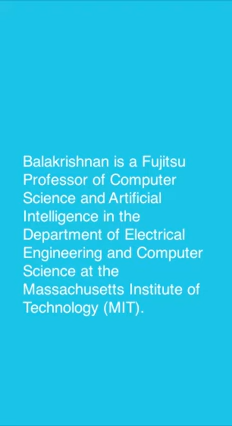 Balakrishnan is a Fujitsu
Professor of Computer
Science and Artificial
Intelligence in the
Department of Electrical
Engineering and Computer
Science at the
Massachusetts Institute of
Technology (MIT).